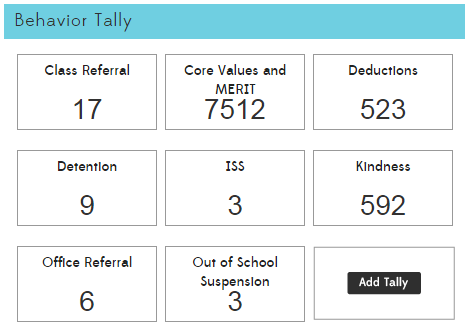 Behavior Tally
Class Referral
17
Core Values and
MERIT
7512
Deductions
523
Detention
9
ISS
3
Kindness
592
Office Referral
6
Out of School
Suspension
3
Add Tally